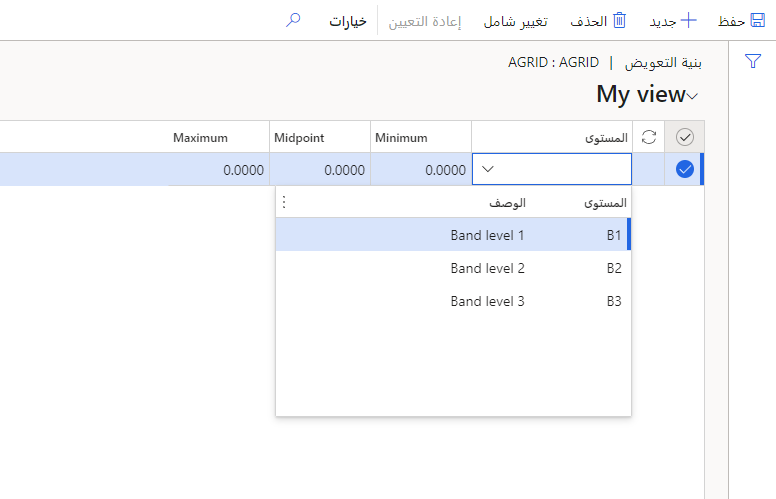 حفظ جديد الحذف تغيير شامل إعادة التعيين خيارات
بنية التعويض | AGRID : AGRID
My view
المستوى Minimum Midpoint Maximum
0.0000 0.0000 0.0000
المستوى الوصف
B1 Band level 1
B2 Band level 2
B3 Band level 3